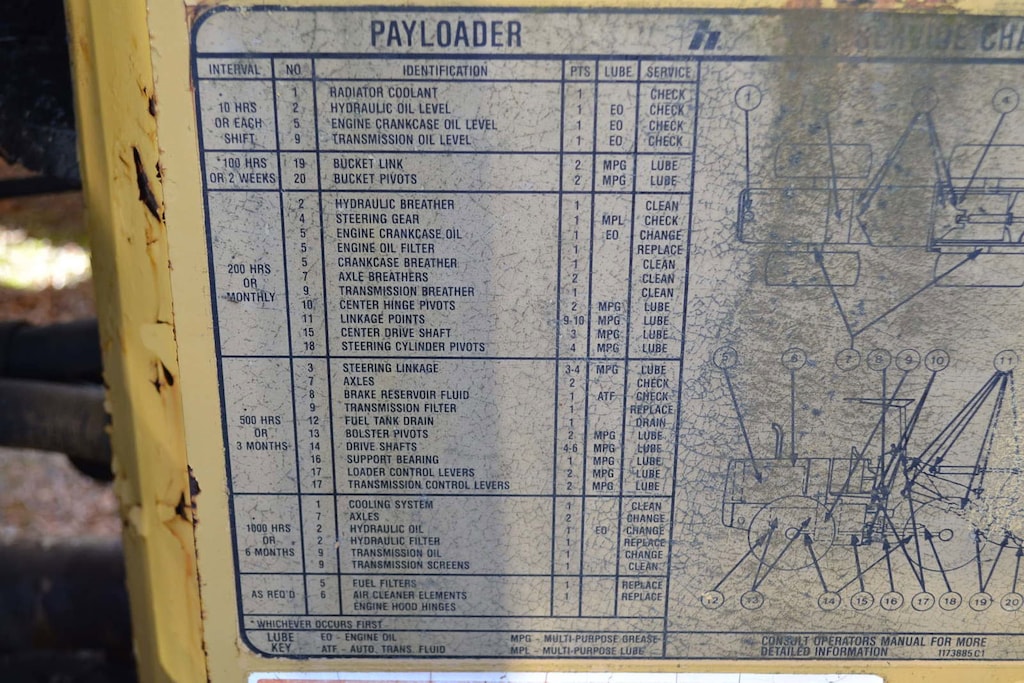 PAYLOADER SERVICE CHA
INTERVAL NO IDENTIFICATION PTS LUBE SERVICE
10 HRS OR EACH SHIFT
1 RADIATOR COOLANT 1 CHECK
2 HYDRAULIC OIL LEVEL 1 EO CHECK
5 ENGINE CRANKCASE OIL LEVEL 1 EO CHECK
9 TRANSMISSION OIL LEVEL 1 EO CHECK
*100 HRS OR 2 WEEKS
19 BUCKET LINK 2 MPG LUBE
20 BUCKET PIVOTS 2 MPG LUBE
200 HRS OR MONTHLY
2 HYDRAULIC BREATHER 1 CLEAN
4 STEERING GEAR 1 MPL CHECK
5 ENGINE CRANKCASE OIL 1 EO CHANGE
5 ENGINE OIL FILTER 1 REPLACE
5 CRANKCASE BREATHER 1 CLEAN
7 AXLE BREATHERS 2 CLEAN
9 TRANSMISSION BREATHER 1 CLEAN
10 CENTER HINGE PIVOTS 2 MPG LUBE
11 LINKAGE POINTS 9-10 MPG LUBE
15 CENTER DRIVE SHAFT 3 MPG LUBE
18 STEERING CYLINDER PIVOTS 4 MPG LUBE
500 HRS OR 3 MONTHS
3 STEERING LINKAGE 3-4 MPG LUBE
7 AXLES 2 CHECK
8 BRAKE RESERVOIR FLUID 1 ATF CHECK
9 TRANSMISSION FILTER 1 REPLACE
12 FUEL TANK DRAIN 1 DRAIN
13 BOLSTER PIVOTS 2 MPG LUBE
14 DRIVE SHAFTS 4-6 MPG LUBE
16 SUPPORT BEARING 1 MPG LUBE
17 LOADER CONTROL LEVERS 2 MPG LUBE
17 TRANSMISSION CONTROL LEVERS 2 MPG LUBE
1000 HRS OR 6 MONTHS
1 COOLING SYSTEM 1 CLEAN
7 AXLES 2 CHANGE
2 HYDRAULIC OIL 1 EO CHANGE
2 HYDRAULIC FILTER 1 REPLACE
9 TRANSMISSION OIL 1 CHANGE
9 TRANSMISSION SCREENS 1 CLEAN
AS REQ'D
5 FUEL FILTERS 1 REPLACE
6 AIR CLEANER ELEMENTS 1 REPLACE
ENGINE HOOD HINGES
*WHICHEVER OCCURS FIRST
LUBE KEY
EO - ENGINE OIL MPG - MULTI-PURPOSE GREASE
ATF - AUTO. TRANS. FLUID MPL - MULTI-PURPOSE LUBE
1 4
5 6 7 8 9 10 11
12 13 14 15 16 17 18 19 20
CONSULT OPERATORS MANUAL FOR MORE
DETAILED INFORMATION 1173885 C1